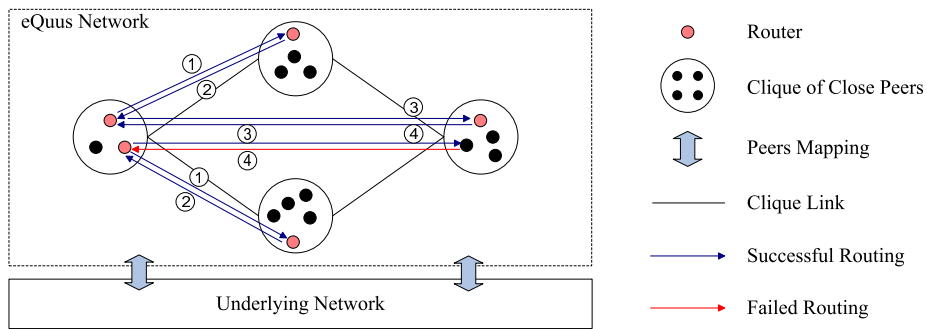 eQuus Network
①
②
③
③
④
④
①
②
Underlying Network
Router
Clique of Close Peers
Peers Mapping
Clique Link
Successful Routing
Failed Routing